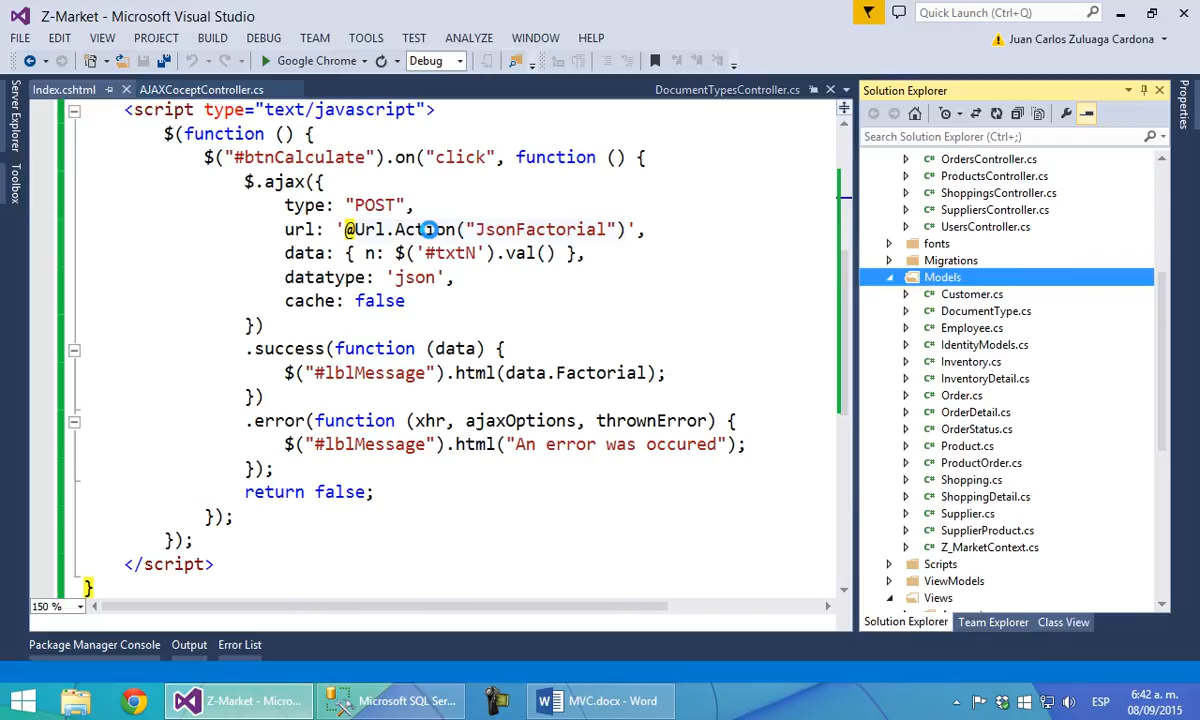 Z-Market - Microsoft Visual Studio
Quick Launch (Ctrl+Q)
FILE EDIT VIEW PROJECT BUILD DEBUG TEAM TOOLS TEST ANALYZE WINDOW HELP
Juan Carlos Zuluaga Cardona
Google Chrome Debug
Index.cshtml AJAXCoceptController.cs DocumentTypesController.cs
Server Explorer
Toolbox
<script type="text/javascript">
$(function () {
$("#btnCalculate").on("click", function () {
$.ajax({
type: "POST",
url: '@Url.Action("JsonFactorial")',
data: { n: $('#txtN').val() },
datatype: 'json',
cache: false
})
.success(function (data) {
$("#lblMessage").html(data.Factorial);
})
.error(function (xhr, ajaxOptions, thrownError) {
$("#lblMessage").html("An error was occured");
});
return false;
});
});
</script>
}
150 %
Solution Explorer
Search Solution Explorer (Ctrl+;)
C# OrdersController.cs
C# ProductsController.cs
C# ShoppingsController.cs
C# SuppliersController.cs
C# UsersController.cs
fonts
Migrations
Models
C# Customer.cs
C# DocumentType.cs
C# Employee.cs
C# IdentityModels.cs
C# Inventory.cs
C# InventoryDetail.cs
C# Order.cs
C# OrderDetail.cs
C# OrderStatus.cs
C# Product.cs
C# ProductOrder.cs
C# Shopping.cs
C# ShoppingDetail.cs
C# Supplier.cs
C# SupplierProduct.cs
C# Z_MarketContext.cs
Scripts
ViewModels
Views
Solution Explorer Team Explorer Class View
Properties
Package Manager Console Output Error List
Z-Market - Micro...
Microsoft SQL Ser...
MVC.docx - Word
ESP
6:42 a. m.
08/09/2015